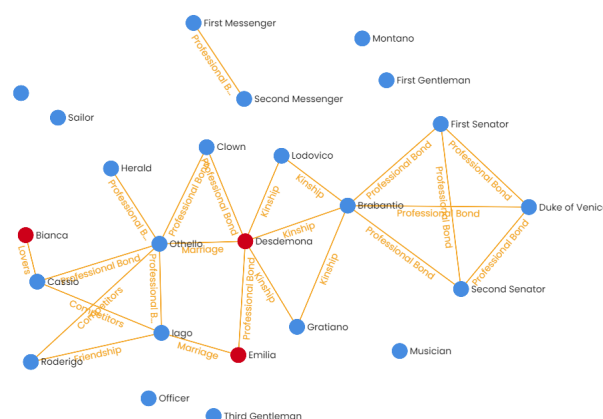 First Messenger
Professional B...
Second Messenger
Montano
First Gentleman
Sailor
First Senator
Clown
Lodovico
Herald
Professional Bond
Professional Bond
Professional B...
Kinship
Kinship
Professional Bond
Professional Bond
Professional Bond
Brabantio
Professional Bond
Duke of Venice
Bianca
Lovers
Othello
Marriage
Desdemona
Kinship
Professional Bond
Cassio
Competitors
Competitors
Professional B...
Professional Bond
Kinship
Kinship
Professional Bond
Professional Bond
Second Senator
Iago
Gratiano
Roderigo
Friendship
Marriage
Emilia
Musician
Officer
Third Gentleman